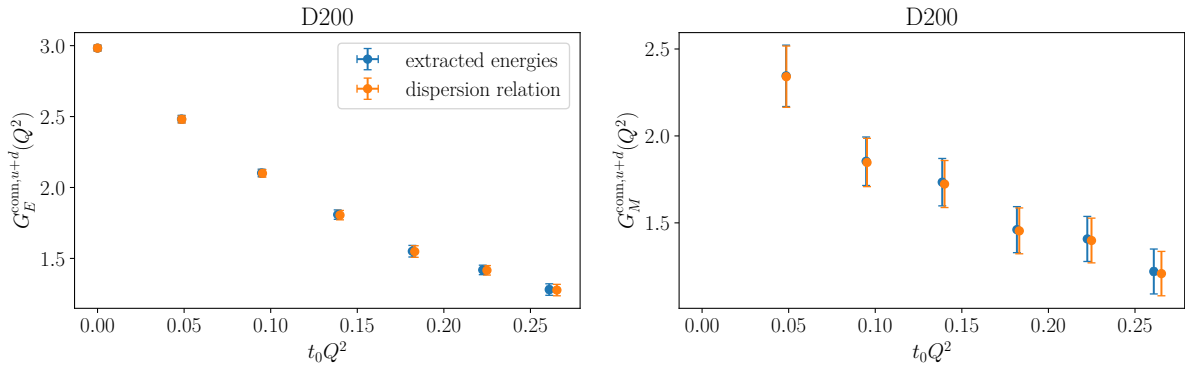 D200
G_E^{conn,u+d}(Q^2)
3.0
2.5
2.0
1.5
extracted energies
dispersion relation
0.00 0.05 0.10 0.15 0.20 0.25
t_0Q^2
D200
G_M^{conn,u+d}(Q^2)
2.5
2.0
1.5
0.00 0.05 0.10 0.15 0.20 0.25
t_0Q^2